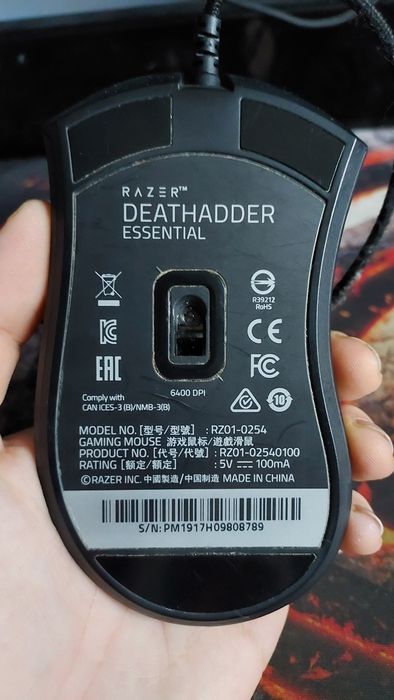 RAZER™
DEATHADDER
ESSENTIAL
R39212
RoHS
CE
FC
EAC
10
6400 DPI
Comply with
CAN ICES-3 (B)/NMB-3(B)
MODEL NO. [型号/型號] : RZ01-0254
GAMING MOUSE 游戏鼠标/遊戲滑鼠
PRODUCT NO. [代号/代號] : RZ01-02540100
RATING [额定/額定] : 5V⎓100mA
©RAZER INC. 中國製造/中国制造 MADE IN CHINA
S/N: PM1917H09808789